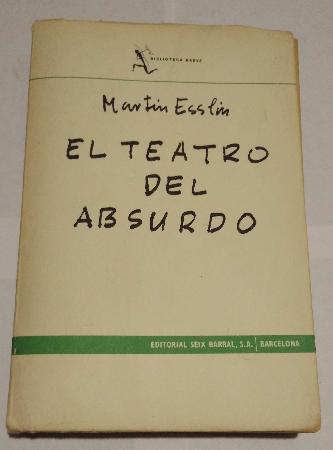 BIBLIOTECA BREVE
Martin Esslin
EL TEATRO
DEL
ABSURDO
EDITORIAL SEIX BARRAL, S.A. BARCELONA